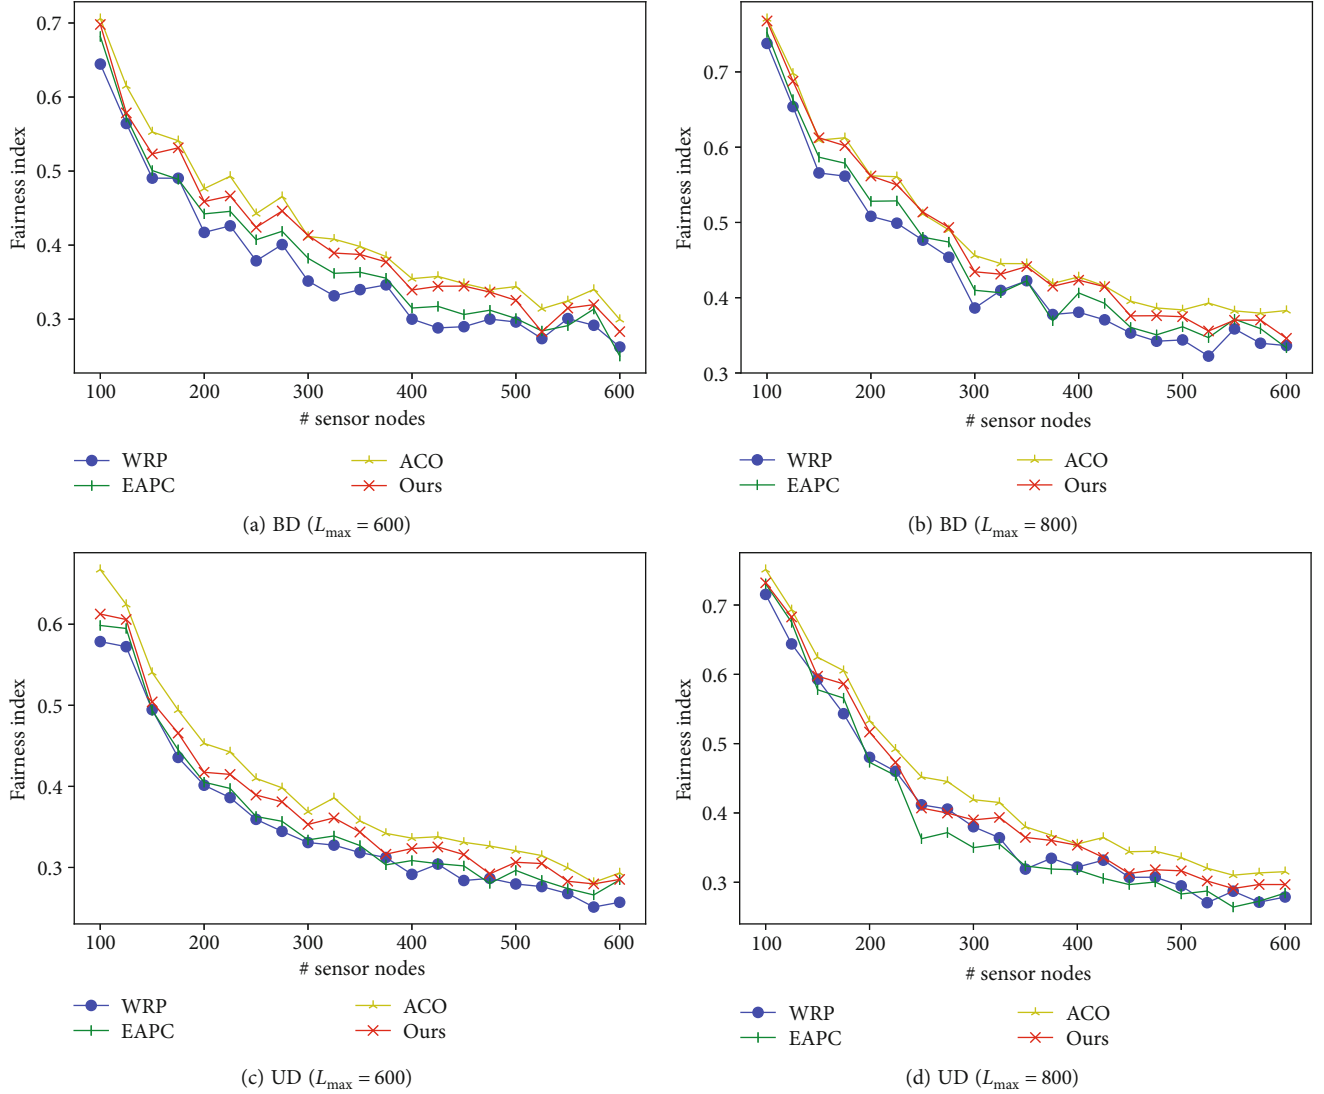 0.7
0.6
0.5
0.4
0.3
Fairness index
100 200 300 400 500 600
# sensor nodes
WRP ACO
EAPC Ours
(a) BD (Lmax = 600)
0.7
0.6
0.5
0.4
0.3
Fairness index
100 200 300 400 500 600
# sensor nodes
WRP ACO
EAPC Ours
(b) BD (Lmax = 800)
0.6
0.5
0.4
0.3
Fairness index
100 200 300 400 500 600
# sensor nodes
WRP ACO
EAPC Ours
(c) UD (Lmax = 600)
0.7
0.6
0.5
0.4
0.3
Fairness index
100 200 300 400 500 600
# sensor nodes
WRP ACO
EAPC Ours
(d) UD (Lmax = 800)